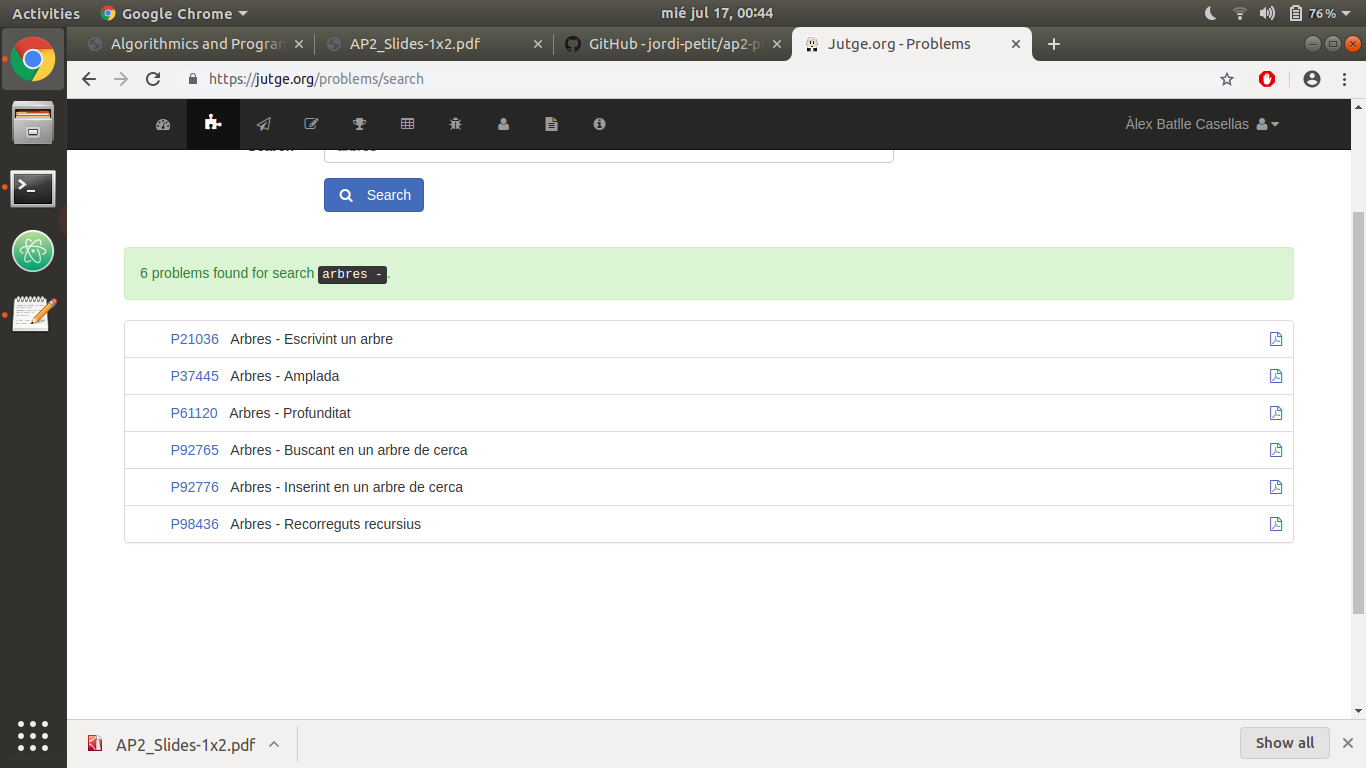 Activities Google Chrome mié jul 17, 00:44 76%
Algorithmics and Progran AP2_Slides-1x2.pdf GitHub - jordi-petit/ap2-p Jutge.org - Problems
https://jutge.org/problems/search
Àlex Batlle Casellas
Search
6 problems found for search arbres -.
P21036 Arbres - Escrivint un arbre
P37445 Arbres - Amplada
P61120 Arbres - Profunditat
P92765 Arbres - Buscant en un arbre de cerca
P92776 Arbres - Inserint en un arbre de cerca
P98436 Arbres - Recorreguts recursius
AP2_Slides-1x2.pdf Show all